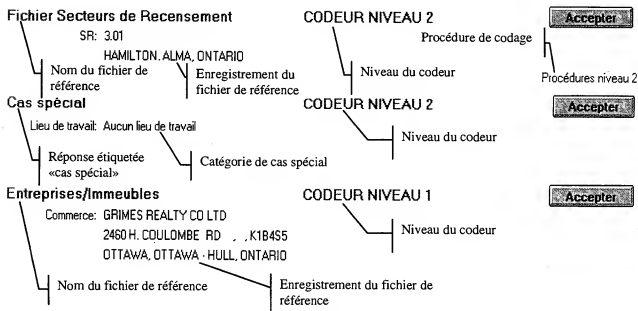 Fichier Secteurs de Recensement CODEUR NIVEAU 2 Accepter
SR: 3.01 Procédure de codage
HAMILTON. ALMA, ONTARIO
Nom du fichier de référence
Enregistrement du fichier de référence
Niveau du codeur
Procédures niveau 2
Cas spécial CODEUR NIVEAU 2 Accepter
Lieu de travail: Aucun lieu de travail
Niveau du codeur
Réponse étiquetée «cas spécial»
Catégorie de cas spécial
Entreprises/Immeubles CODEUR NIVEAU 1 Accepter
Commerce: GRIMES REALTY CO LTD
2460 H. COULOMBE RD , , K1B4S5
Niveau du codeur
OTTAWA, OTTAWA - HULL, ONTARIO
Nom du fichier de référence
Enregistrement du fichier de référence